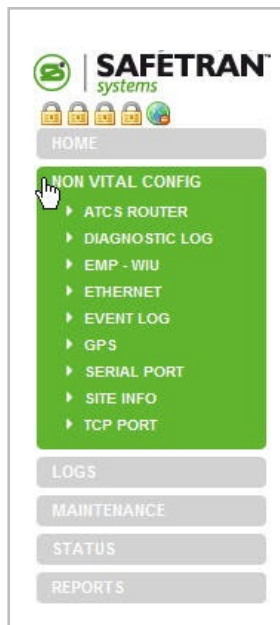 SAFETRAN™
systems
HOME
NON VITAL CONFIG
ATCS ROUTER
DIAGNOSTIC LOG
EMP - WIU
ETHERNET
EVENT LOG
GPS
SERIAL PORT
SITE INFO
TCP PORT
LOGS
MAINTENANCE
STATUS
REPORTS